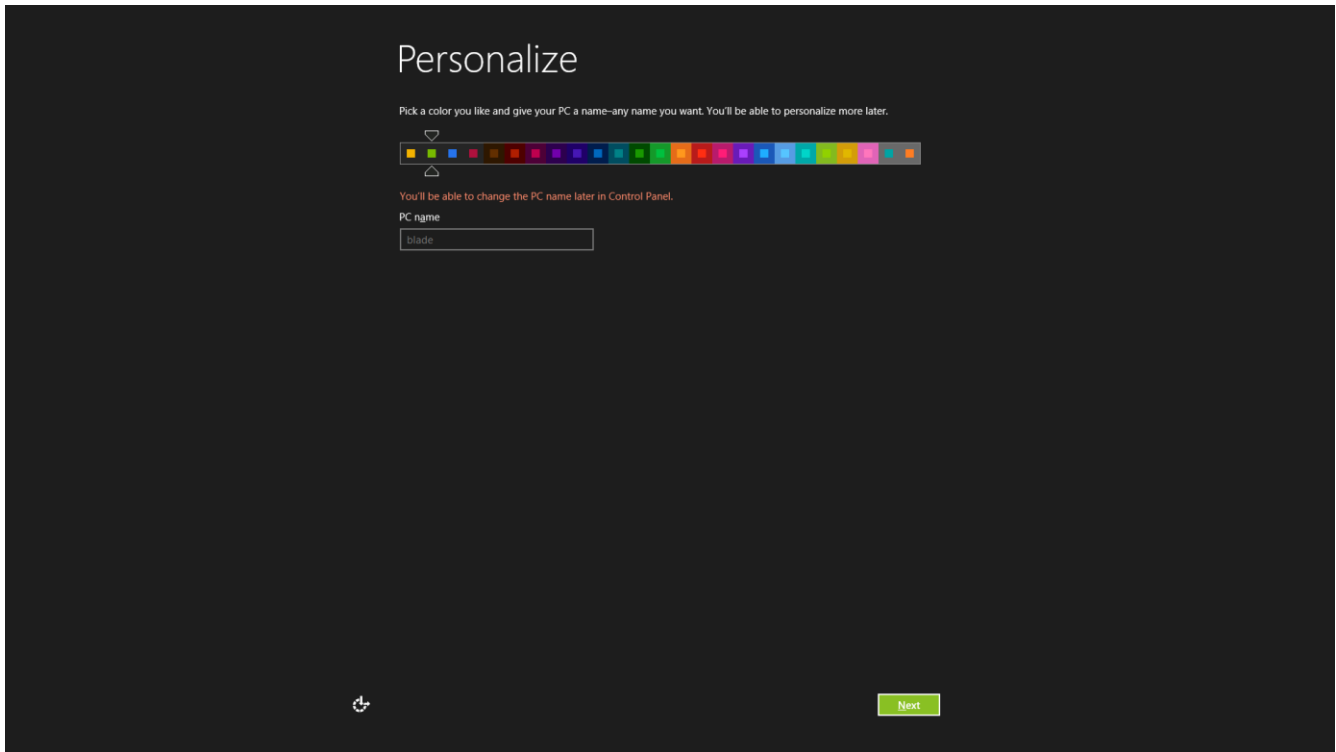 Personalize
Pick a color you like and give your PC a name–any name you want. You'll be able to personalize more later.
You'll be able to change the PC name later in Control Panel.
PC name
blade
Next